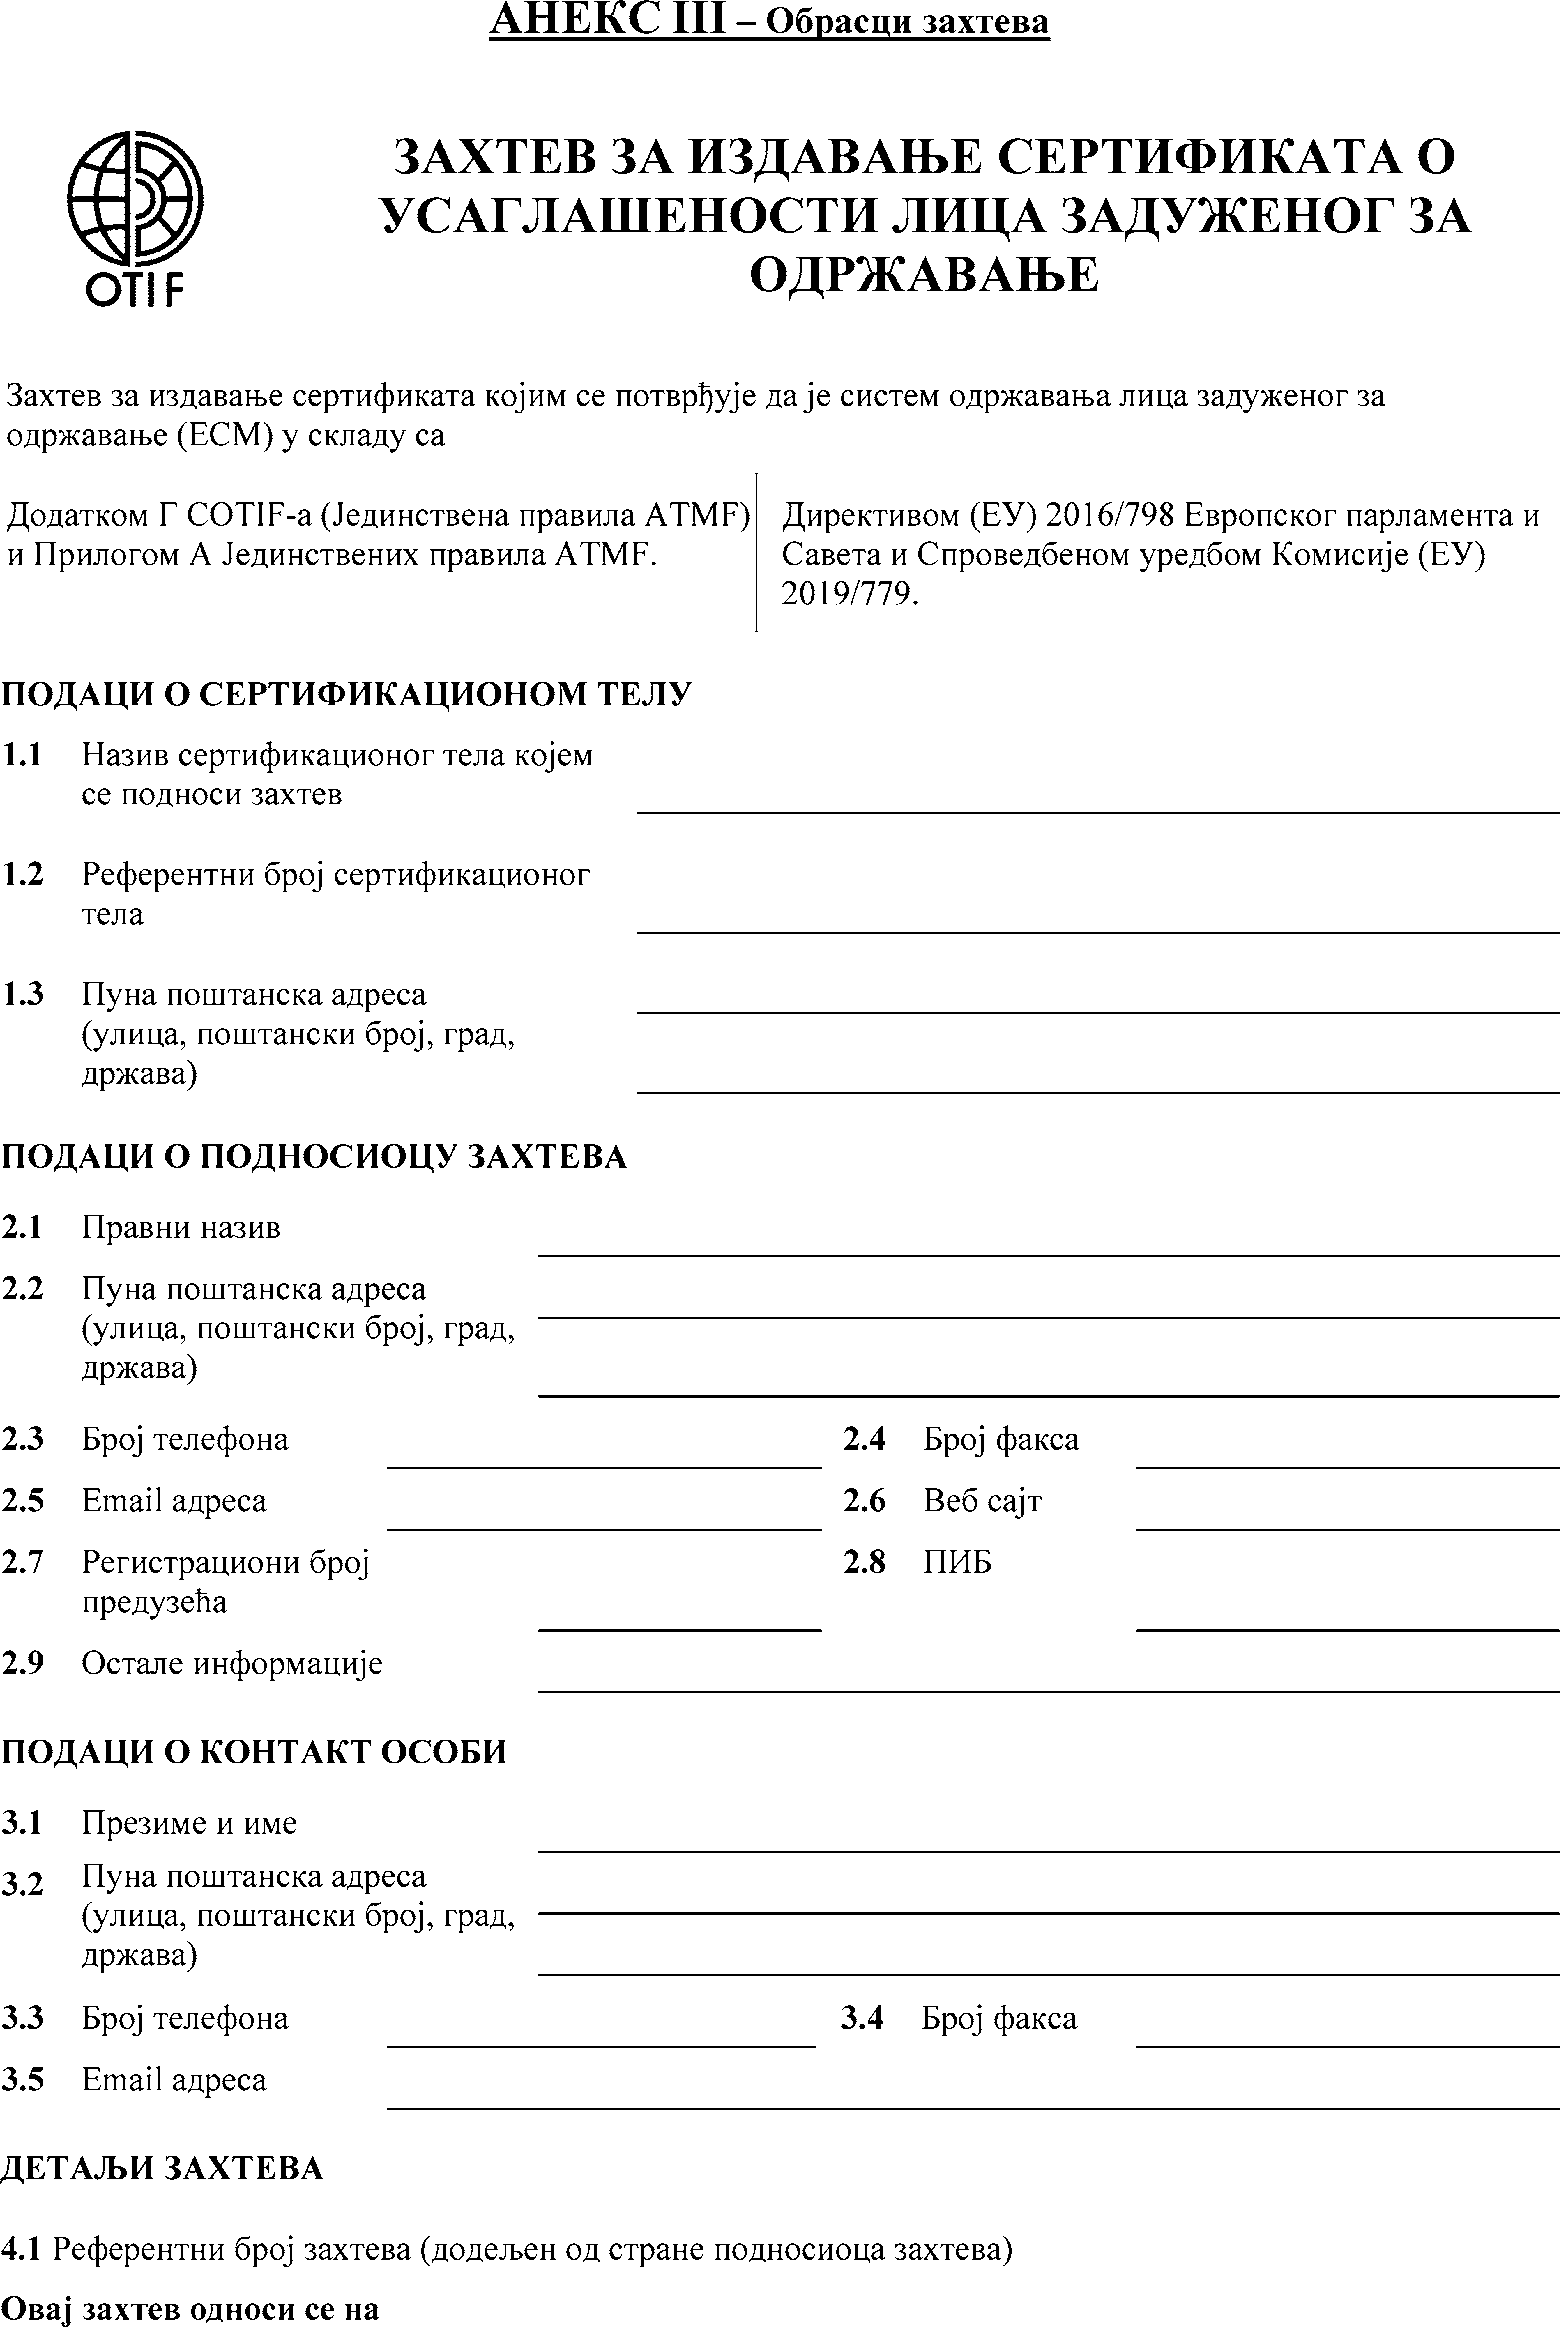 АНЕКС III – Обрасци захтева
ЗАХТЕВ ЗА ИЗДАВАЊЕ СЕРТИФИКАТА О
УСАГЛАШЕНОСТИ ЛИЦА ЗАДУЖЕНОГ ЗА
ОДРЖАВАЊЕ
OTIF
Захтев за издавање сертификата којим се потврђује да је систем одржавања лица задуженог за
одржавање (ECM) у складу са
Додатком Г COTIF-а (Јединствена правила ATMF)
и Прилогом А Јединствених правила ATMF.
Директивом (ЕУ) 2016/798 Европског парламента и
Савета и Спроведбеном уредбом Комисије (ЕУ)
2019/779.
ПОДАЦИ О СЕРТИФИКАЦИОНОМ ТЕЛУ
1.1 Назив сертификационог тела којем
се подноси захтев
1.2 Референтни број сертификационог
тела
1.3 Пуна поштанска адреса
(улица, поштански број, град,
држава)
ПОДАЦИ О ПОДНОСИОЦУ ЗАХТЕВА
2.1 Правни назив
2.2 Пуна поштанска адреса
(улица, поштански број, град,
држава)
2.3 Број телефона 2.4 Број факса
2.5 Email адреса 2.6 Веб сајт
2.7 Регистрациони број 2.8 ПИБ
предузећа
2.9 Остале информације
ПОДАЦИ О КОНТАКТ ОСОБИ
3.1 Презиме и име
3.2 Пуна поштанска адреса
(улица, поштански број, град,
држава)
3.3 Број телефона 3.4 Број факса
3.5 Email адреса
ДЕТАЉИ ЗАХТЕВА
4.1 Референтни број захтева (додељен од стране подносиоца захтева)
Овај захтев односи се на